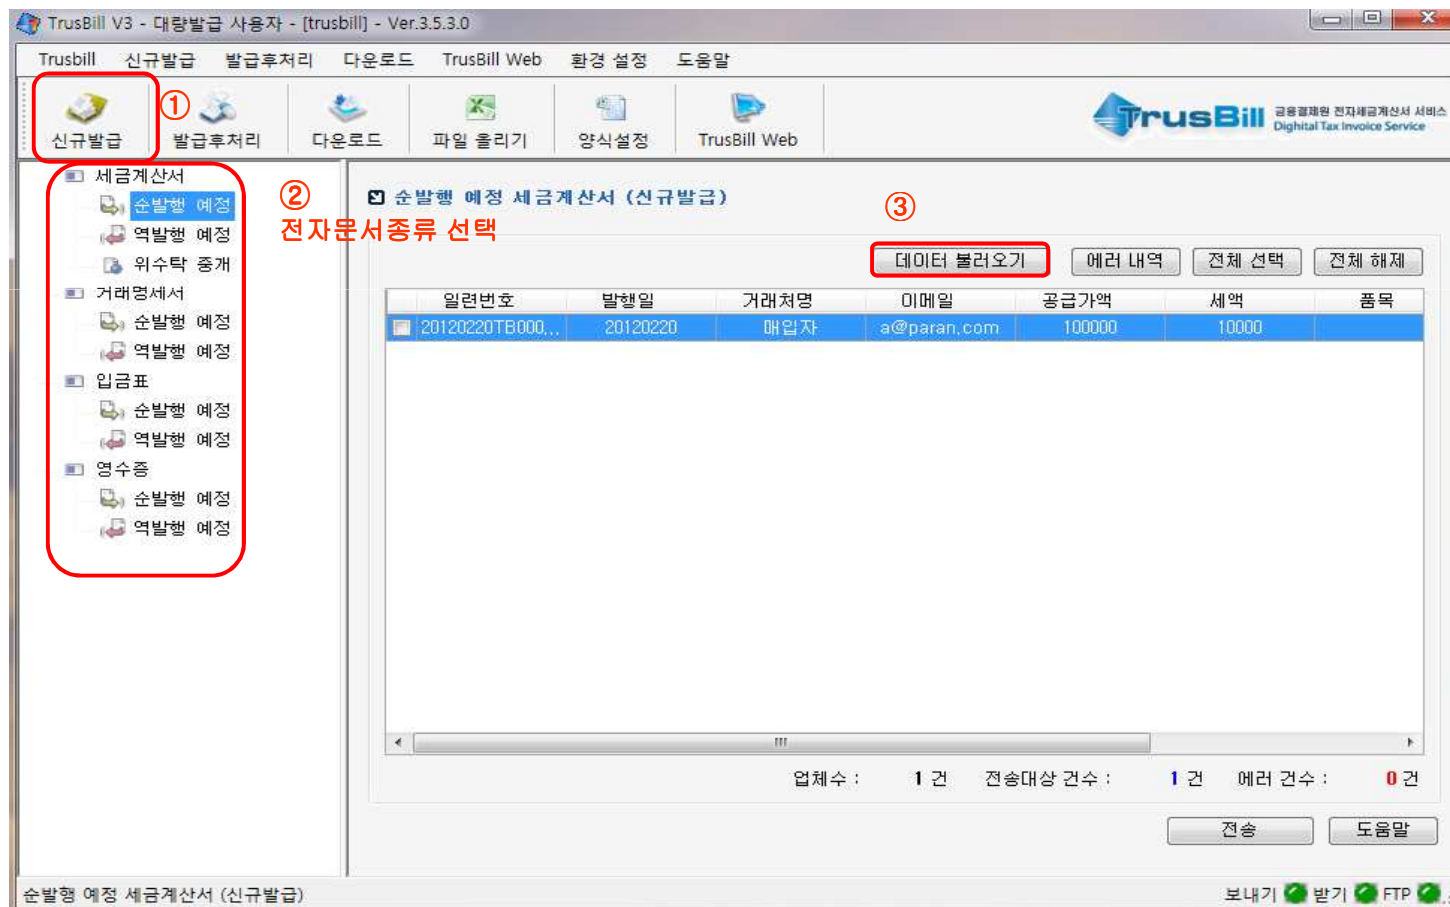 TrusBill V3 - 대량발급 사용자 - [trusbill] - Ver.3.5.3.0
Trusbill 신규발급 발급후처리 다운로드 TrusBill Web 환경 설정 도움말
①
신규발급 발급후처리 다운로드 파일 올리기 양식설정 TrusBill Web
TrusBill 금융결제원 전자세금계산서 서비스
Dighital Tax Invoice Service
세금계산서
순발행 예정
역발행 예정
위수탁 중개
거래명세서
순발행 예정
역발행 예정
입금표
순발행 예정
역발행 예정
영수증
순발행 예정
역발행 예정
②
전자문서종류 선택
순발행 예정 세금계산서 (신규발급)
③
데이터 불러오기 에러 내역 전체 선택 전체 해제
일련번호 발행일 거래처명 이메일 공급가액 세액 품목
20120220TB000,,, 20120220 매입자 a@paran,com 100000 10000
업체수 : 1 건 전송대상 건수 : 1 건 에러 건수 : 0 건
전송 도움말
순발행 예정 세금계산서 (신규발급)
보내기 받기 FTP